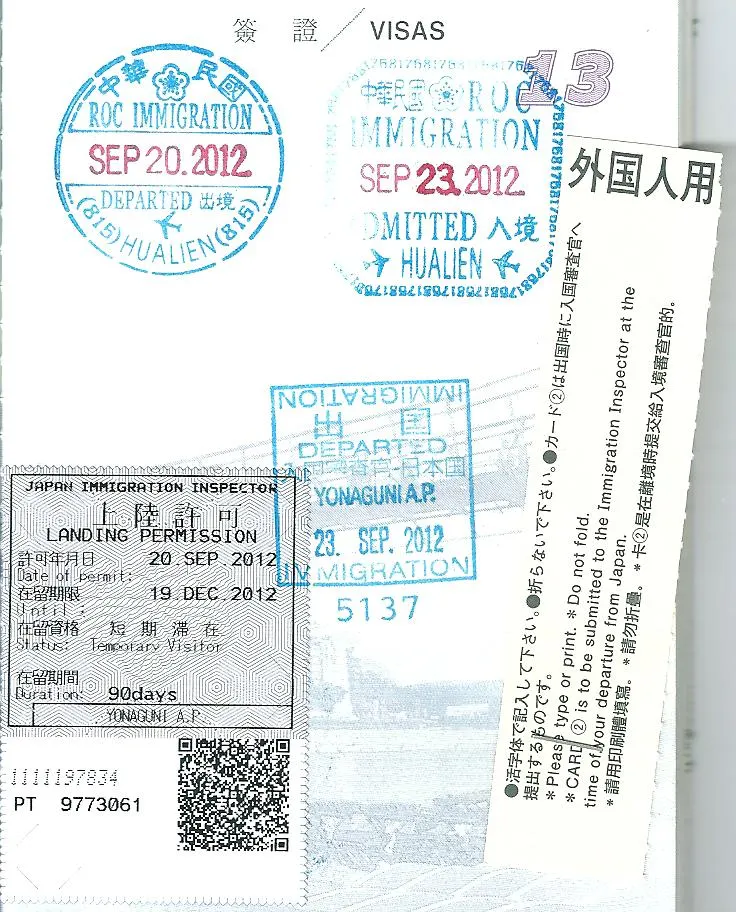 簽 證 / VISAS
13
中華民國
ROC IMMIGRATION
SEP 20. 2012
DEPARTED 出境
(815) HUALIEN (815)
中華民國 ROC
IMMIGRATION
SEP 23. 2012
DMITTED 入境
HUALIEN
IMMIGRATION
出 国
DEPARTED
日本国
YONAGUNI A.P.
23. SEP. 2012
IMMIGRATION
5137
JAPAN IMMIGRATION INSPECTOR
上 陸 許 可
LANDING PERMISSION
許可年月日 20.SEP.2012
Date of permit:
在留期限 19.DEC.2012
Until :
在留資格 短 期 滞 在
Status: Temporary Visitor
在留期間
Duration: 90days
YONAGUNI A.P.
1111197834
PT 9773061
外国人用
●活字体で記入して下さい。●折らないで下さい。●カード②は出国時に入国審査官へ
提出するものです。
*Please type or print. *Do not fold.
*CARD ② is to be submitted to the Immigration Inspector at the
time of your departure from Japan.
*請用印刷體填寫。 *請勿折疊。 *卡②是在離境時提交給入境審査官的。